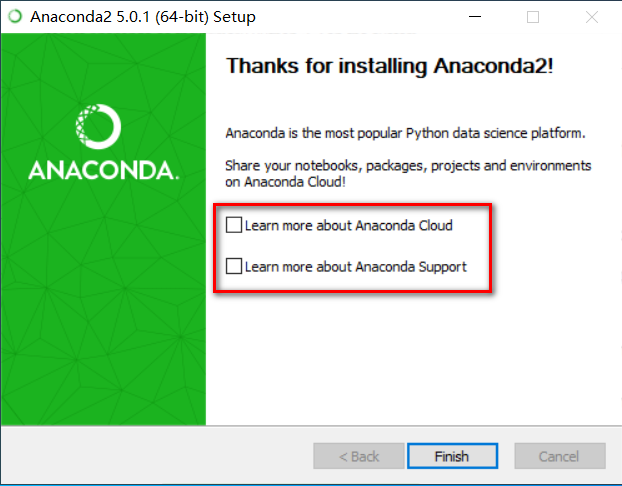 Anaconda2 5.0.1 (64-bit) Setup
Thanks for installing Anaconda2!
ANACONDA.
Anaconda is the most popular Python data science platform.
Share your notebooks, packages, projects and environments
on Anaconda Cloud!
Learn more about Anaconda Cloud
Learn more about Anaconda Support
< Back
Finish
Cancel